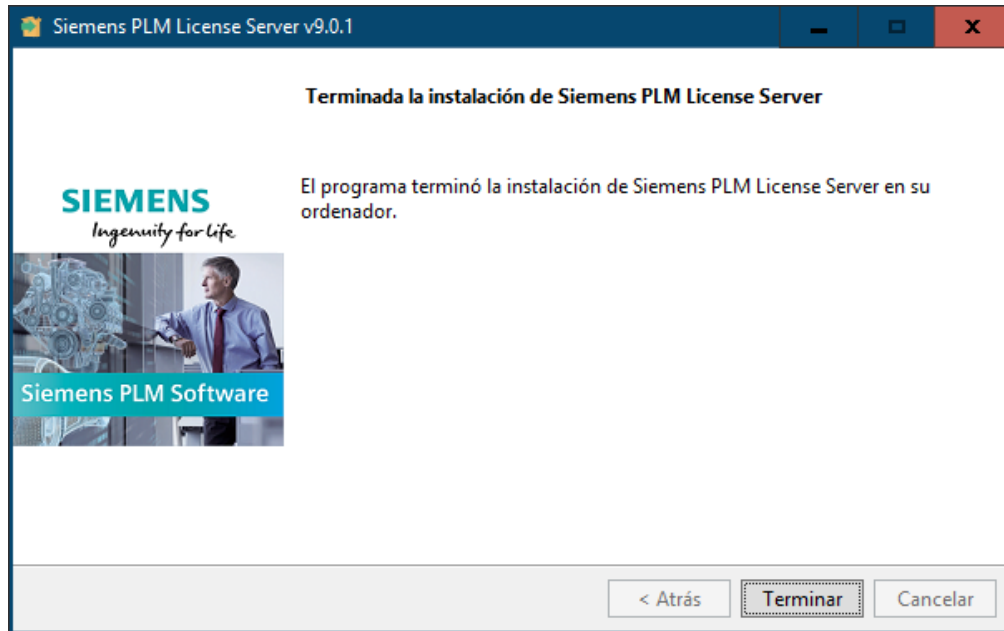 Siemens PLM License Server v9.0.1
Terminada la instalación de Siemens PLM License Server
El programa terminó la instalación de Siemens PLM License Server en su
ordenador.
SIEMENS
Ingenuity for life
Siemens PLM Software
< Atrás
Terminar
Cancelar